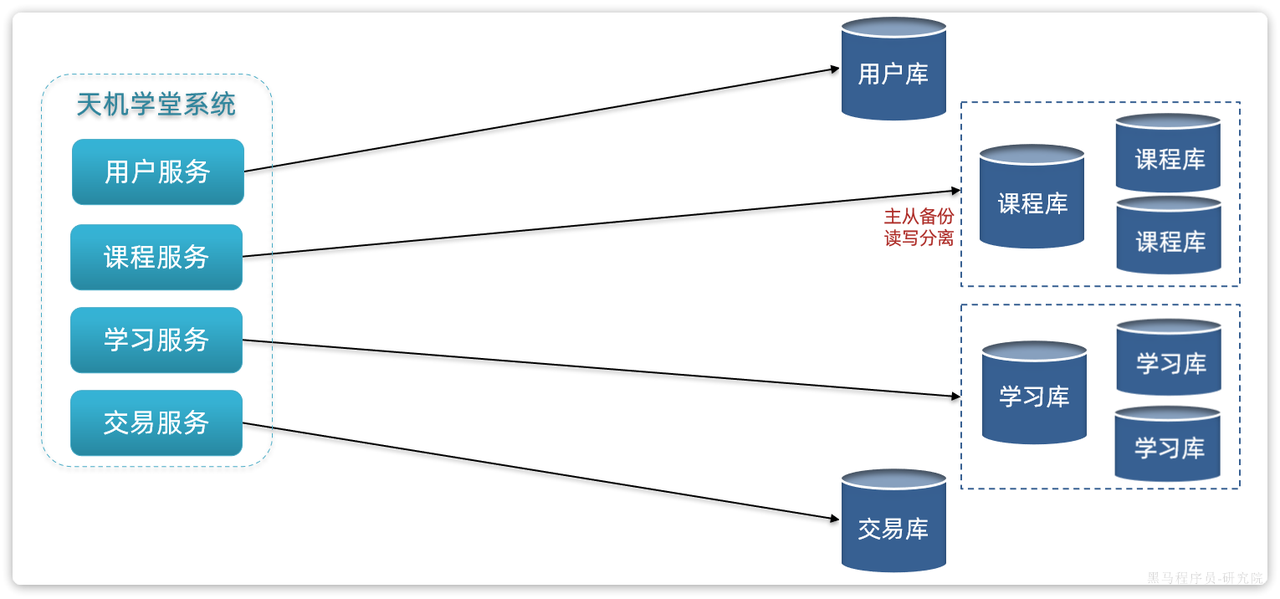 天机学堂系统
用户服务
课程服务
学习服务
交易服务
用户库
主从备份
读写分离
课程库
课程库
课程库
学习库
学习库
学习库
交易库
黑马程序员-研究院